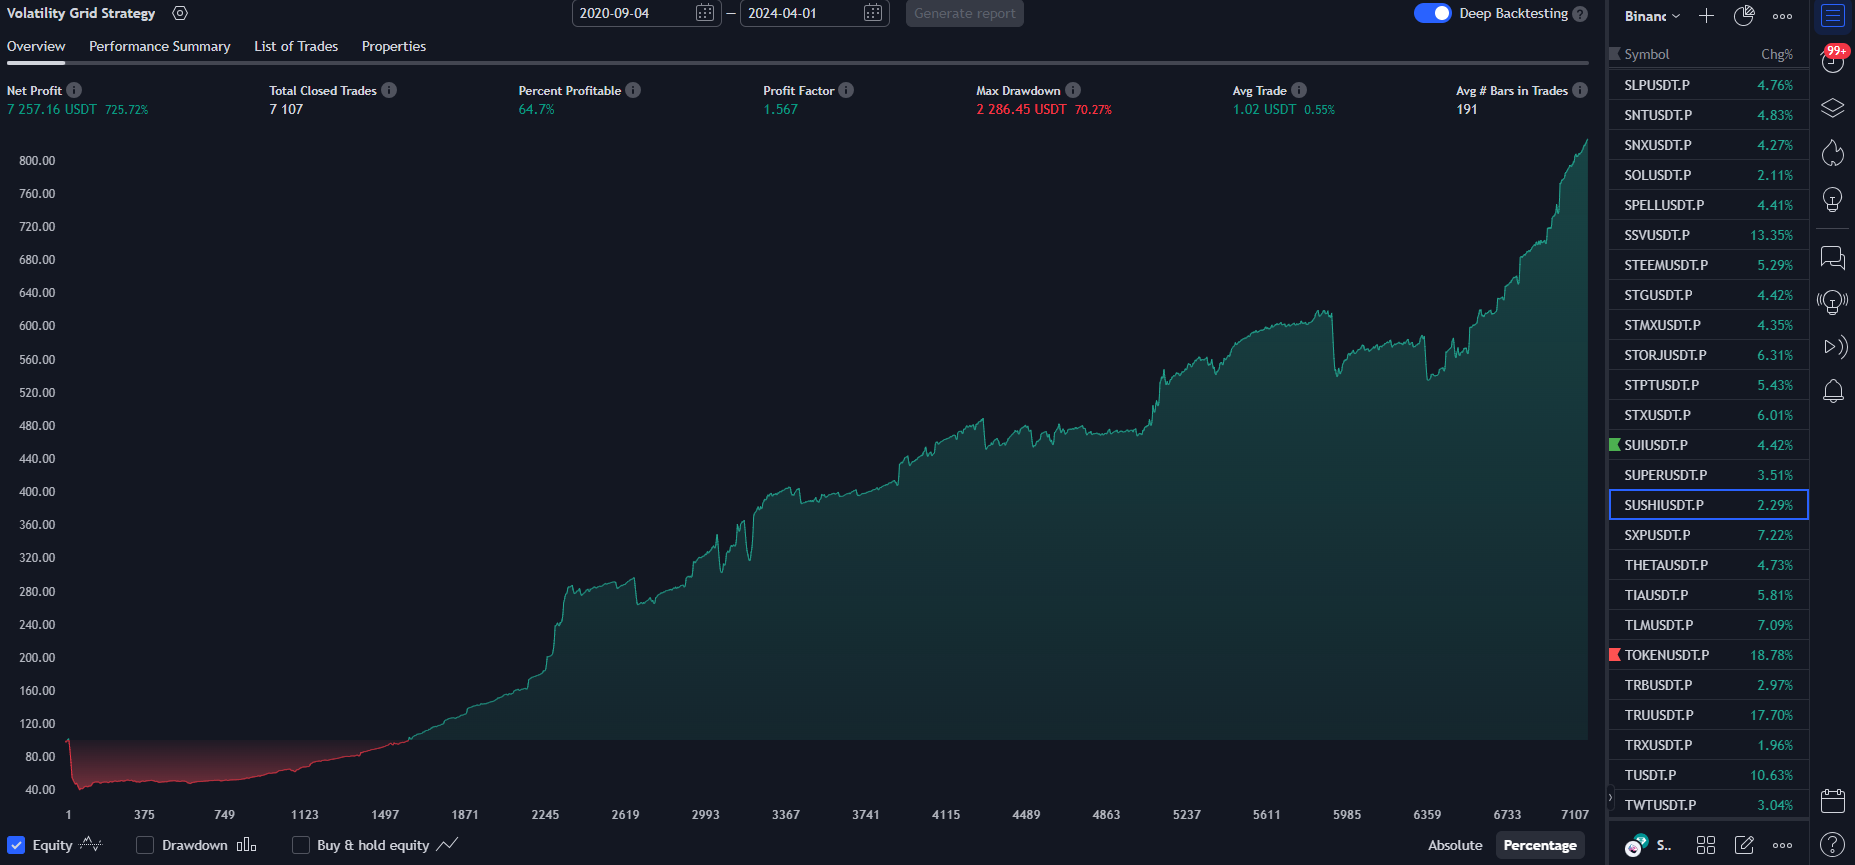 Volatility Grid Strategy
2020-09-04 — 2024-04-01 Generate report Deep Backtesting ?
Overview Performance Summary List of Trades Properties
Net Profit Total Closed Trades Percent Profitable Profit Factor Max Drawdown Avg Trade Avg # Bars in Trades
7 257.16 USDT 725.72% 7 107 64.7% 1.567 2 286.45 USDT 70.27% 1.02 USDT 0.55% 191
800.00
760.00
720.00
680.00
640.00
600.00
560.00
520.00
480.00
440.00
400.00
360.00
320.00
280.00
240.00
200.00
160.00
120.00
80.00
40.00
1 375 749 1123 1497 1871 2245 2619 2993 3367 3741 4115 4489 4863 5237 5611 5985 6359 6733 7107
Equity Drawdown Buy & hold equity Absolute Percentage
Binanc
99+
Symbol Chg%
SLPUSDT.P 4.76%
SNTUSDT.P 4.83%
SNXUSDT.P 4.27%
SOLUSDT.P 2.11%
SPELLUSDT.P 4.41%
SSVUSDT.P 13.35%
STEEMUSDT.P 5.29%
STGUSDT.P 4.42%
STMXUSDT.P 4.35%
STORJUSDT.P 6.31%
STPTUSDT.P 5.43%
STXUSDT.P 6.01%
SUIUSDT.P 4.42%
SUPERUSDT.P 3.51%
SUSHIUSDT.P 2.29%
SXPUSDT.P 7.22%
THETAUSDT.P 4.73%
TIAUSDT.P 5.81%
TLMUSDT.P 7.09%
TOKENUSDT.P 18.78%
TRBUSDT.P 2.97%
TRUUSDT.P 17.70%
TRXUSDT.P 1.96%
TUSDT.P 10.63%
TWTUSDT.P 3.04%
S..
?